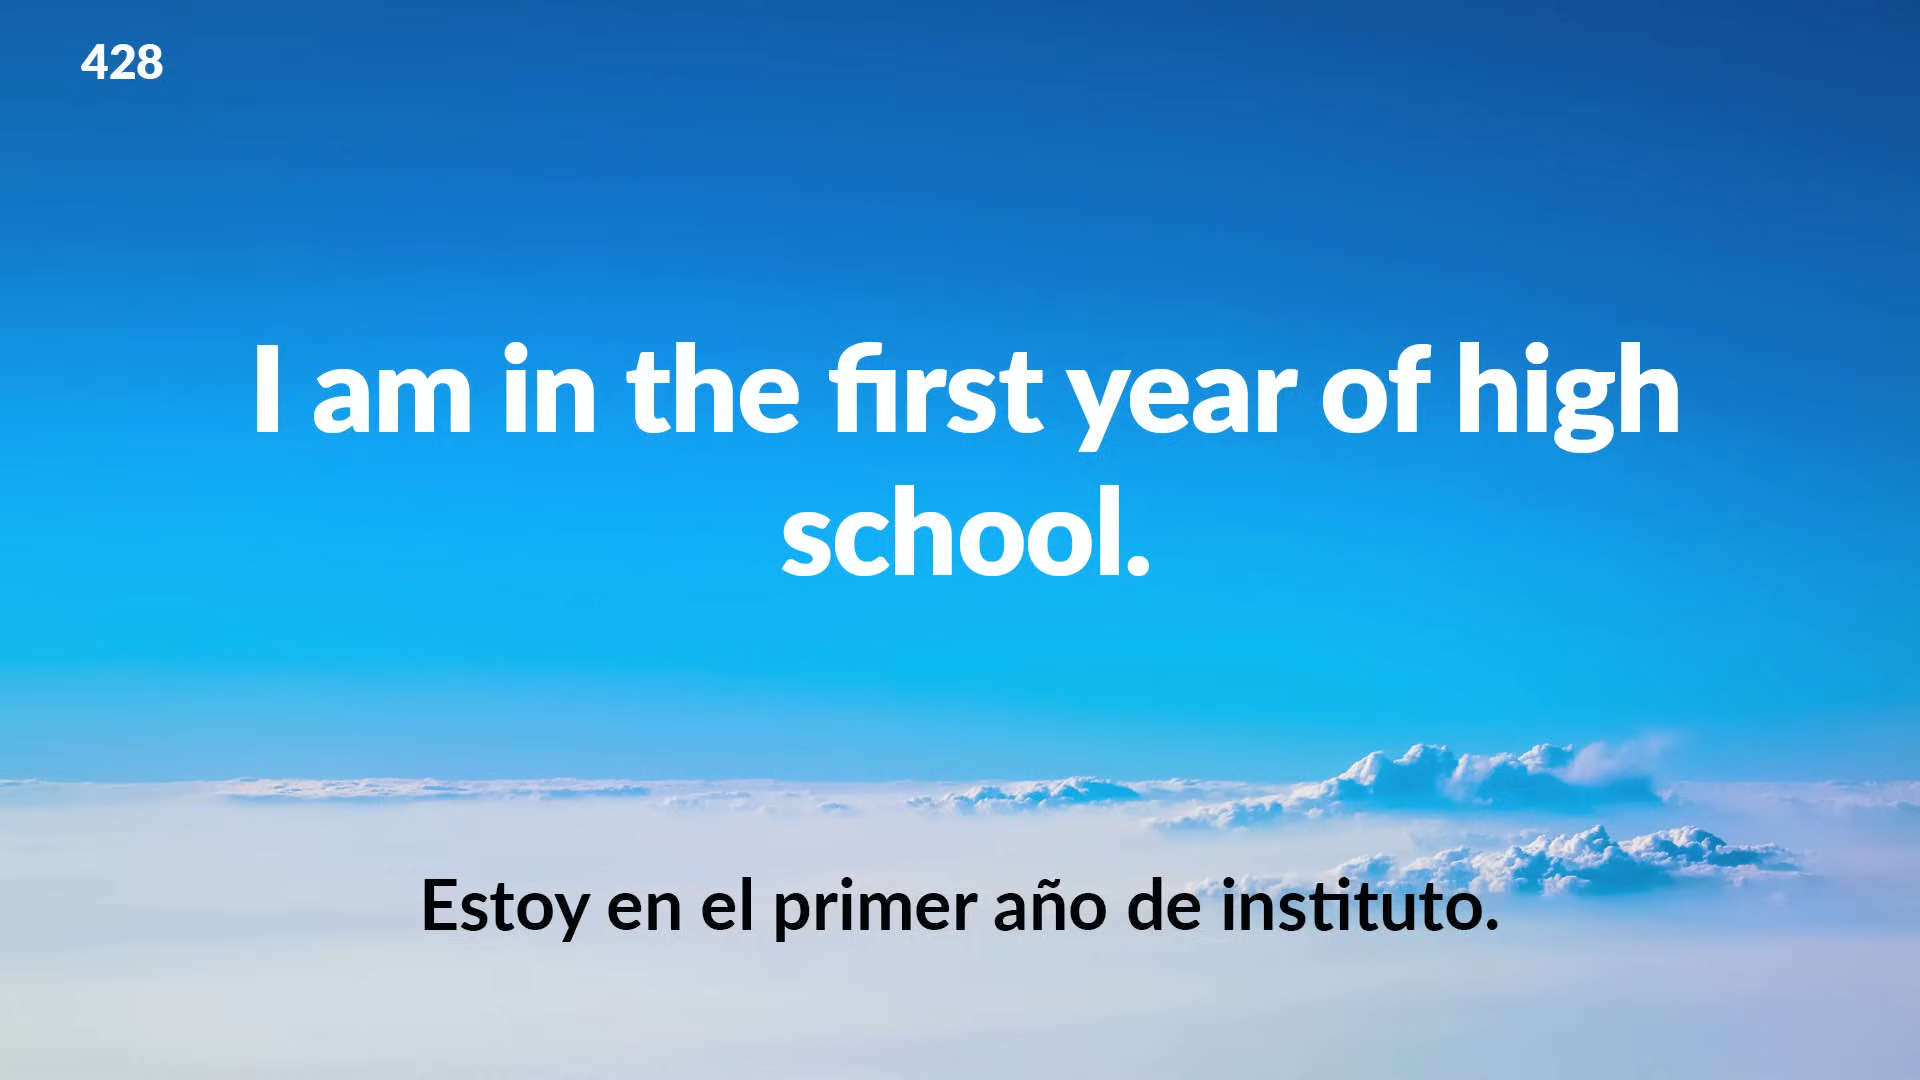 428
I am in the first year of high
school.
Estoy en el primer año de instituto.